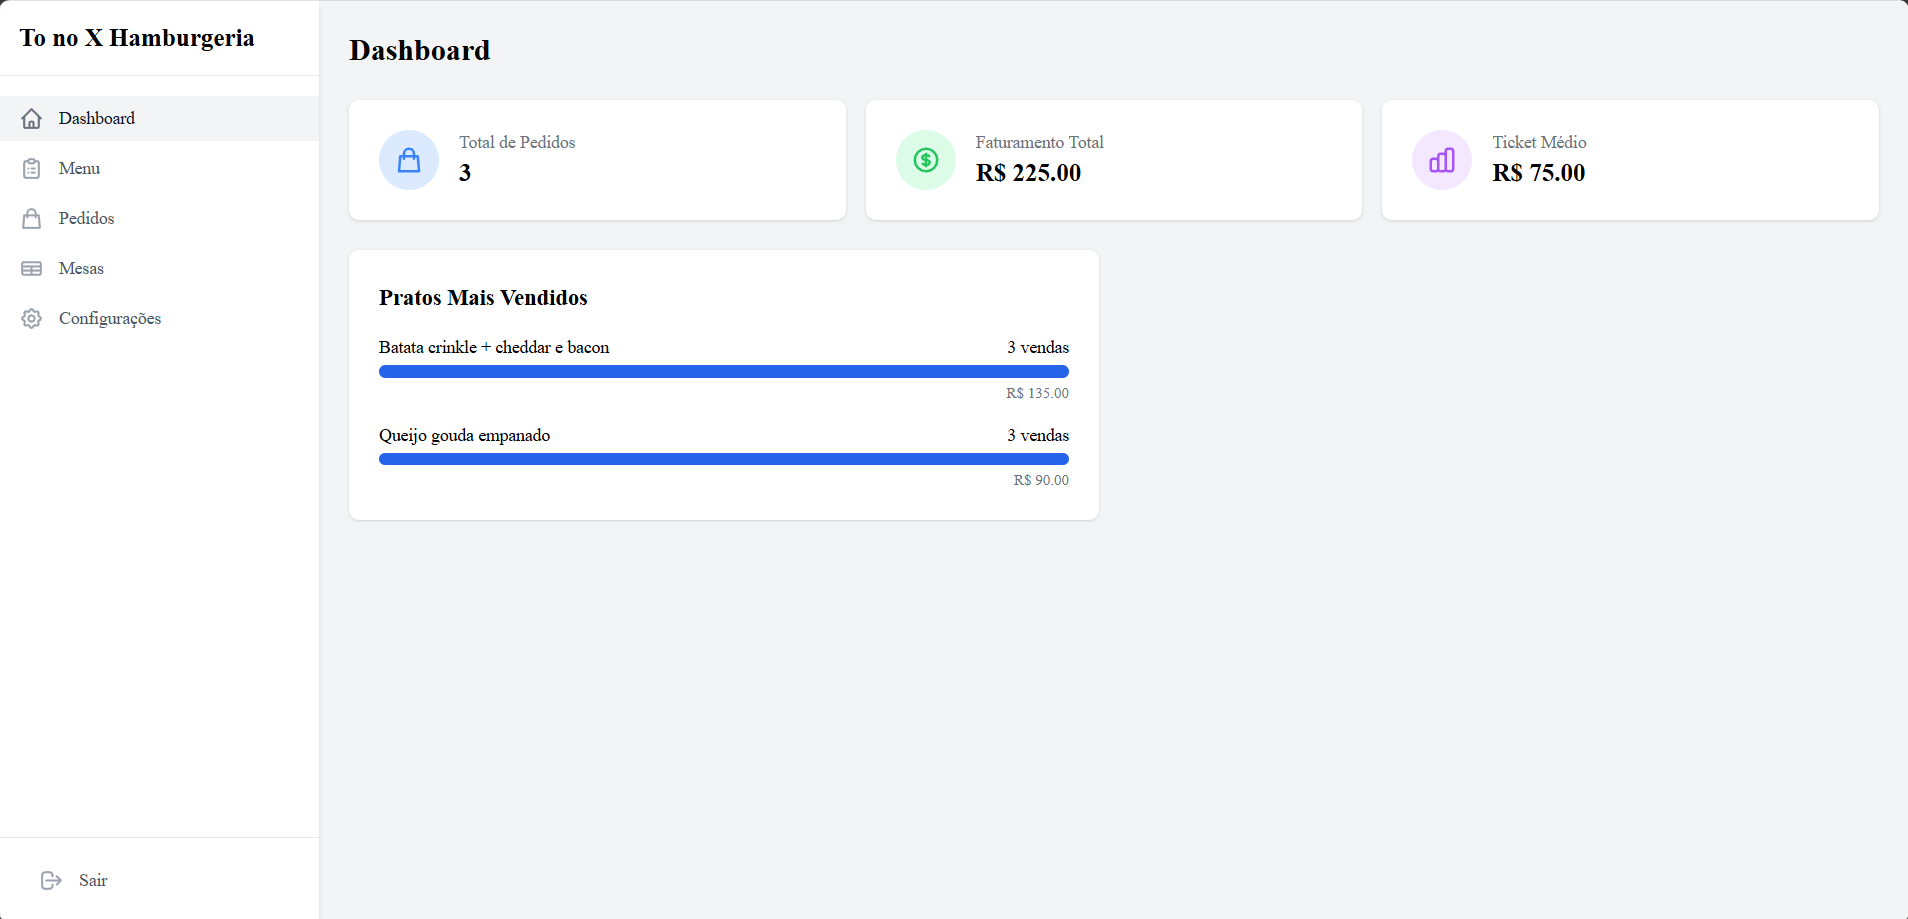 To no X Hamburgeria
Dashboard
Menu
Pedidos
Mesas
Configurações
Sair
Dashboard
Total de Pedidos
3
Faturamento Total
R$ 225.00
Ticket Médio
R$ 75.00
Pratos Mais Vendidos
Batata crinkle + cheddar e bacon 3 vendas
R$ 135.00
Queijo gouda empanado 3 vendas
R$ 90.00